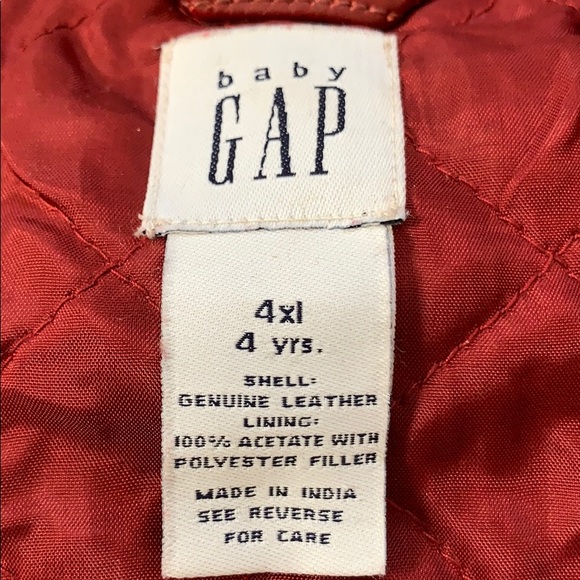 baby
GAP
4xl
4 yrs.
SHELL:
GENUINE LEATHER
LINING:
100% ACETATE WITH
POLYESTER FILLER
MADE IN INDIA
SEE REVERSE
FOR CARE